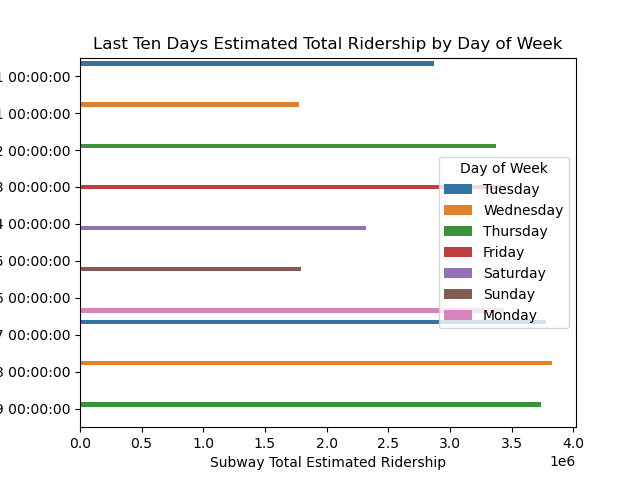 Last Ten Days Estimated Total Ridership by Day of Week
1 00:00:00
1 00:00:00
2 00:00:00
3 00:00:00
4 00:00:00
5 00:00:00
6 00:00:00
7 00:00:00
8 00:00:00
9 00:00:00
Day of Week
Tuesday
Wednesday
Thursday
Friday
Saturday
Sunday
Monday
0.0 0.5 1.0 1.5 2.0 2.5 3.0 3.5 4.0
1e6
Subway Total Estimated Ridership